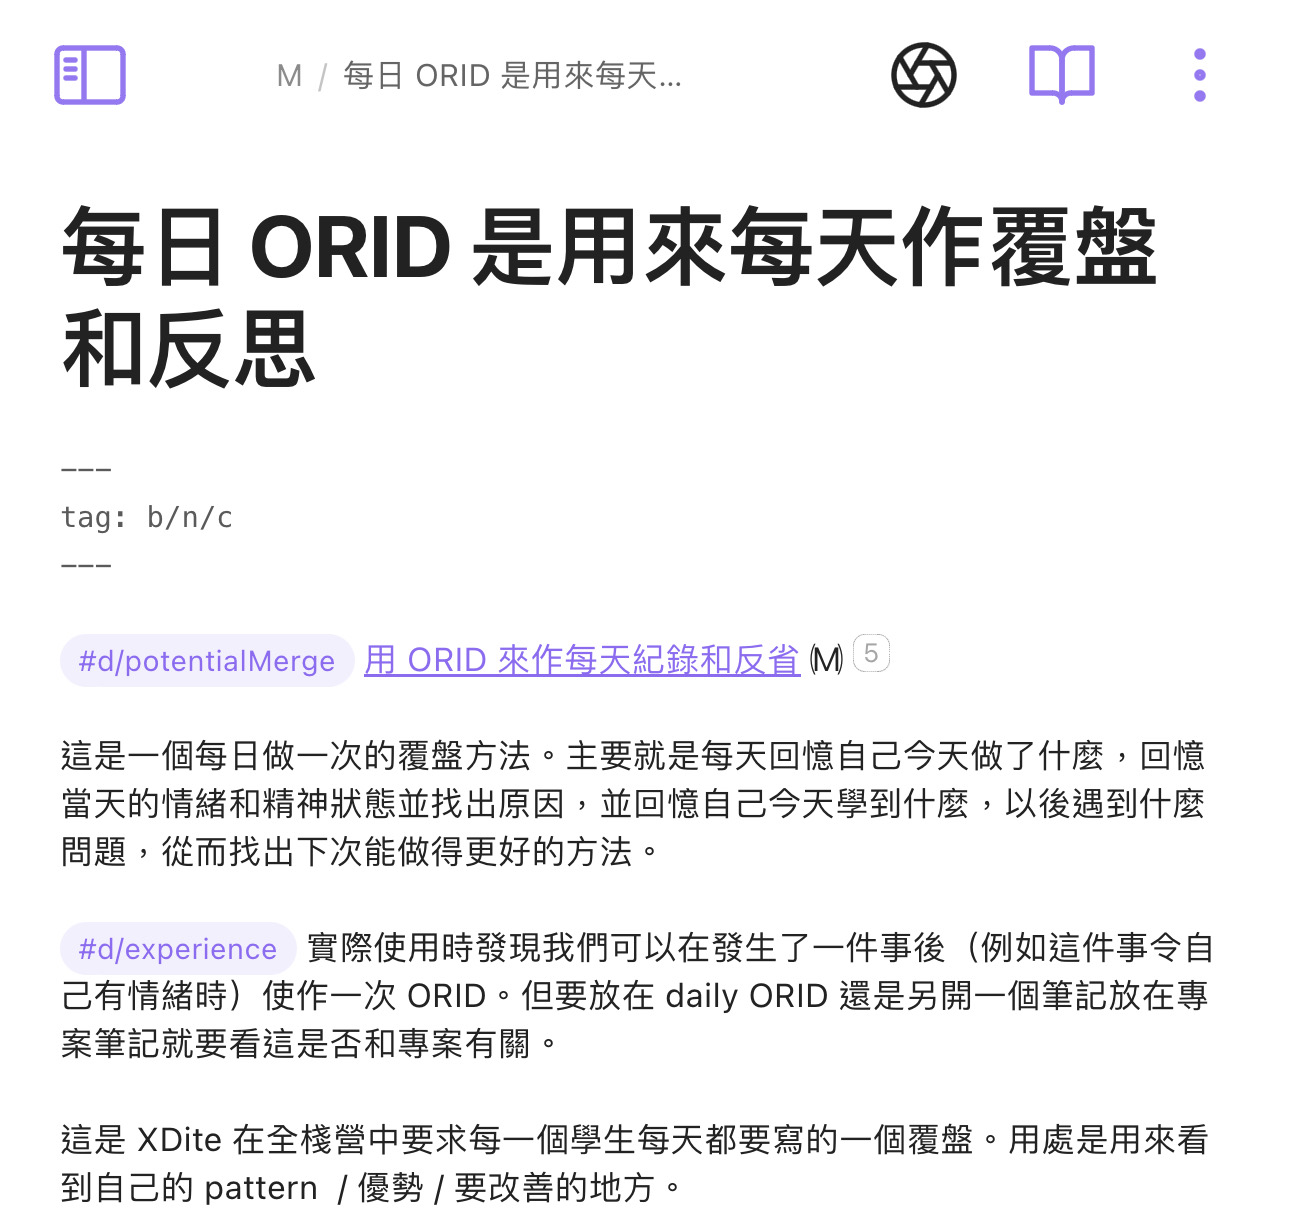 M / 每日 ORID 是用來每天...
每日 ORID 是用來每天作覆盤
和反思
---
tag: b/n/c
---
#d/potentialMerge 用 ORID 來作每天紀錄和反省 (M) 5
這是一個每日做一次的覆盤方法。主要就是每天回憶自己今天做了什麼，回憶
當天的情緒和精神狀態並找出原因，並回憶自己今天學到什麼，以後遇到什麼
問題，從而找出下次能做得更好的方法。
#d/experience 實際使用時發現我們可以在發生了一件事後（例如這件事令自
己有情緒時）使作一次 ORID。但要放在 daily ORID 還是另開一個筆記放在專
案筆記就要看這是否和專案有關。
這是 XDite 在全棧營中要求每一個學生每天都要寫的一個覆盤。用處是用來看
到自己的 pattern / 優勢 / 要改善的地方。